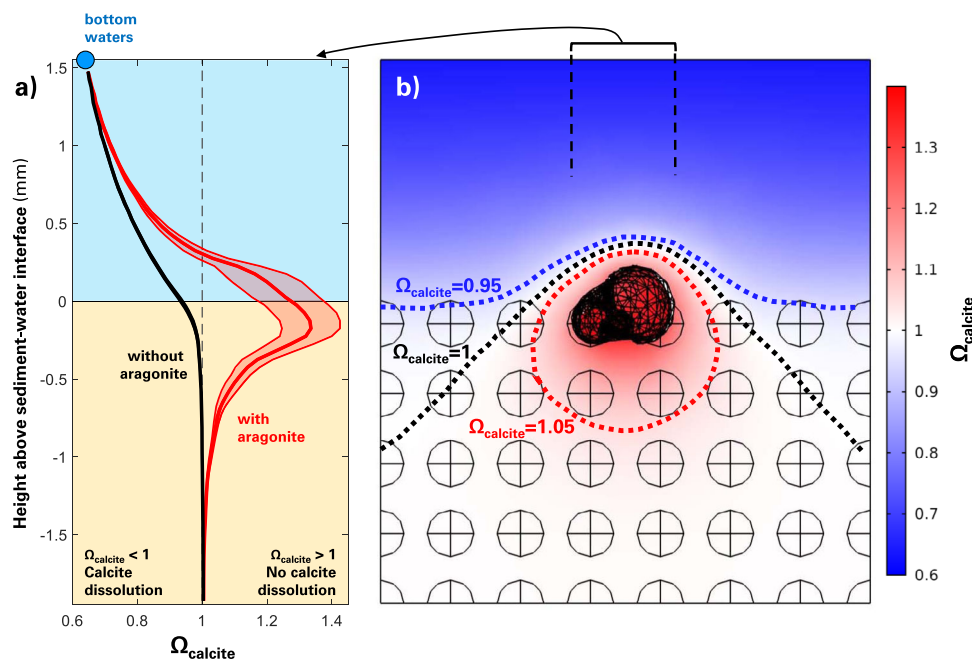 bottom
waters
a)
1.5
1
0.5
0
-0.5
-1
-1.5
Height above sediment-water interface (mm)
without
aragonite
with
aragonite
Ωcalcite < 1
Calcite
dissolution
Ωcalcite > 1
No calcite
dissolution
0.6
0.8
1
1.2
1.4
Ωcalcite
b)
Ωcalcite=0.95
Ωcalcite=1
Ωcalcite=1.05
1.3
1.2
1.1
1
0.9
0.8
0.7
0.6
Ωcalcite